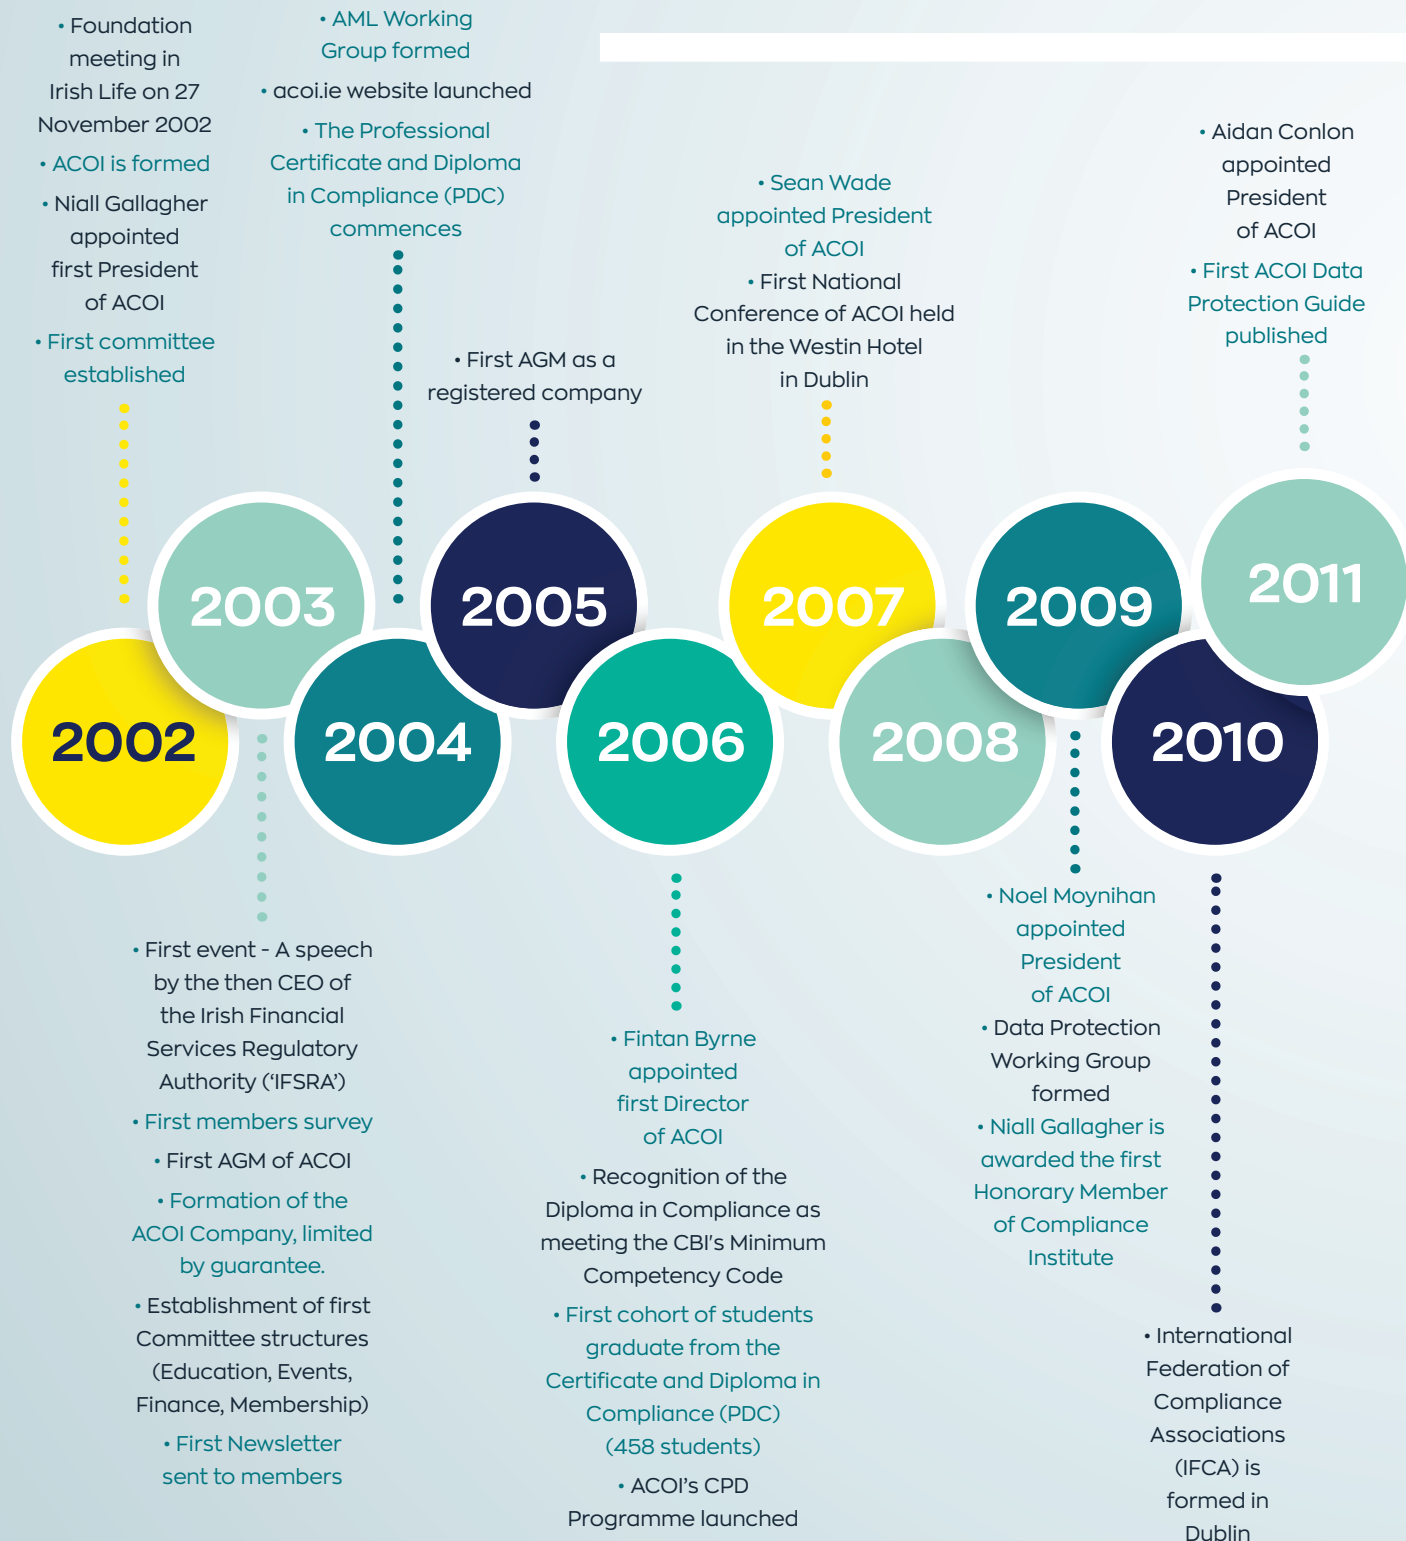 • Foundation
meeting in
Irish Life on 27
November 2002
• ACOI is formed
• Niall Gallagher
appointed
first President
of ACOI
• First committee
established
• AML Working
Group formed
• acoi.ie website launched
• The Professional
Certificate and Diploma
in Compliance (PDC)
commences
• First AGM as a
registered company
• Sean Wade
appointed President
of ACOI
• First National
Conference of ACOI held
in the Westin Hotel
in Dublin
• Aidan Conlon
appointed
President
of ACOI
• First ACOI Data
Protection Guide
published
2002
2003
2004
2005
2006
2007
2008
2009
2010
2011
• First event - A speech
by the then CEO of
the Irish Financial
Services Regulatory
Authority (‘IFSRA’)
• First members survey
• First AGM of ACOI
• Formation of the
ACOI Company, limited
by guarantee.
• Establishment of first
Committee structures
(Education, Events,
Finance, Membership)
• First Newsletter
sent to members
• Fintan Byrne
appointed
first Director
of ACOI
• Recognition of the
Diploma in Compliance as
meeting the CBI's Minimum
Competency Code
• First cohort of students
graduate from the
Certificate and Diploma in
Compliance (PDC)
(458 students)
• ACOI’s CPD
Programme launched
• Noel Moynihan
appointed
President
of ACOI
• Data Protection
Working Group
formed
• Niall Gallagher is
awarded the first
Honorary Member
of Compliance
Institute
• International
Federation of
Compliance
Associations
(IFCA) is
formed in
Dublin